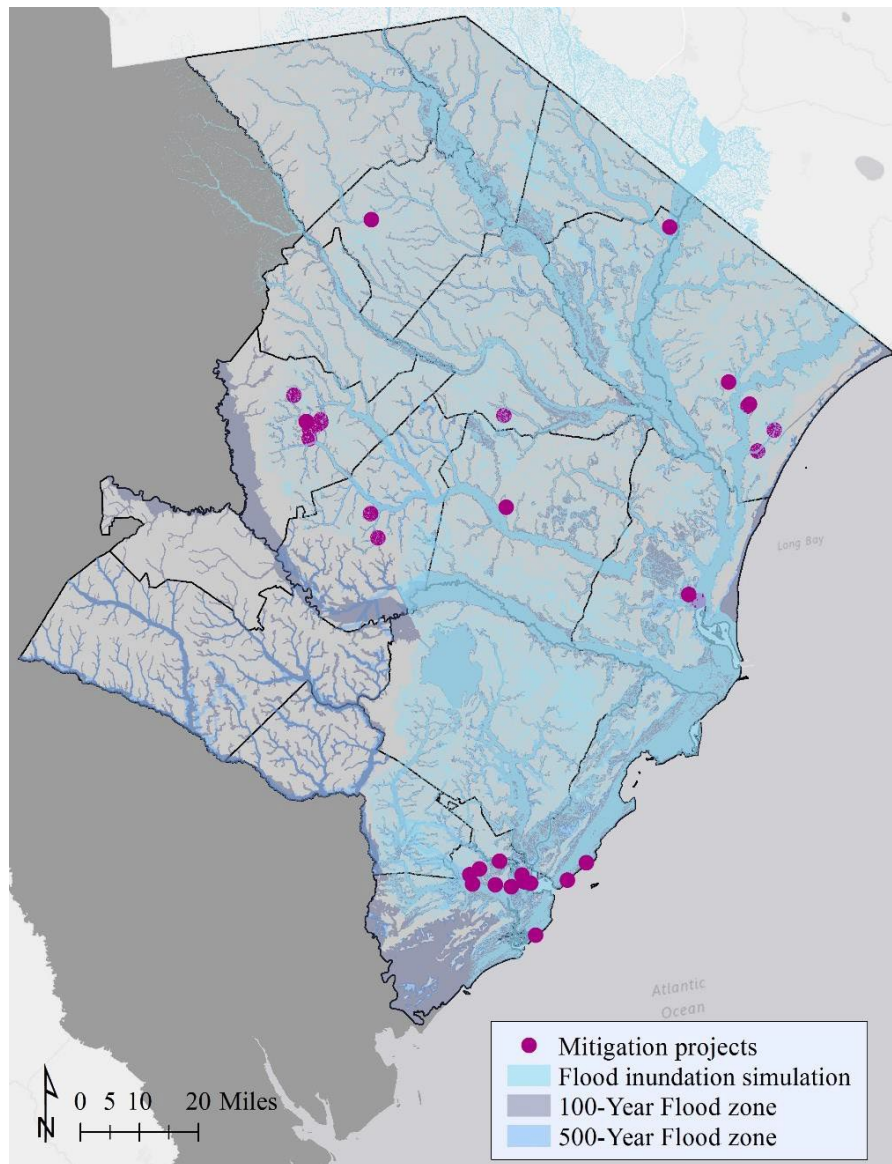 Long Bay
Atlantic
Ocean
Mitigation projects
Flood inundation simulation
100-Year Flood zone
500-Year Flood zone
N
0 5 10 20 Miles